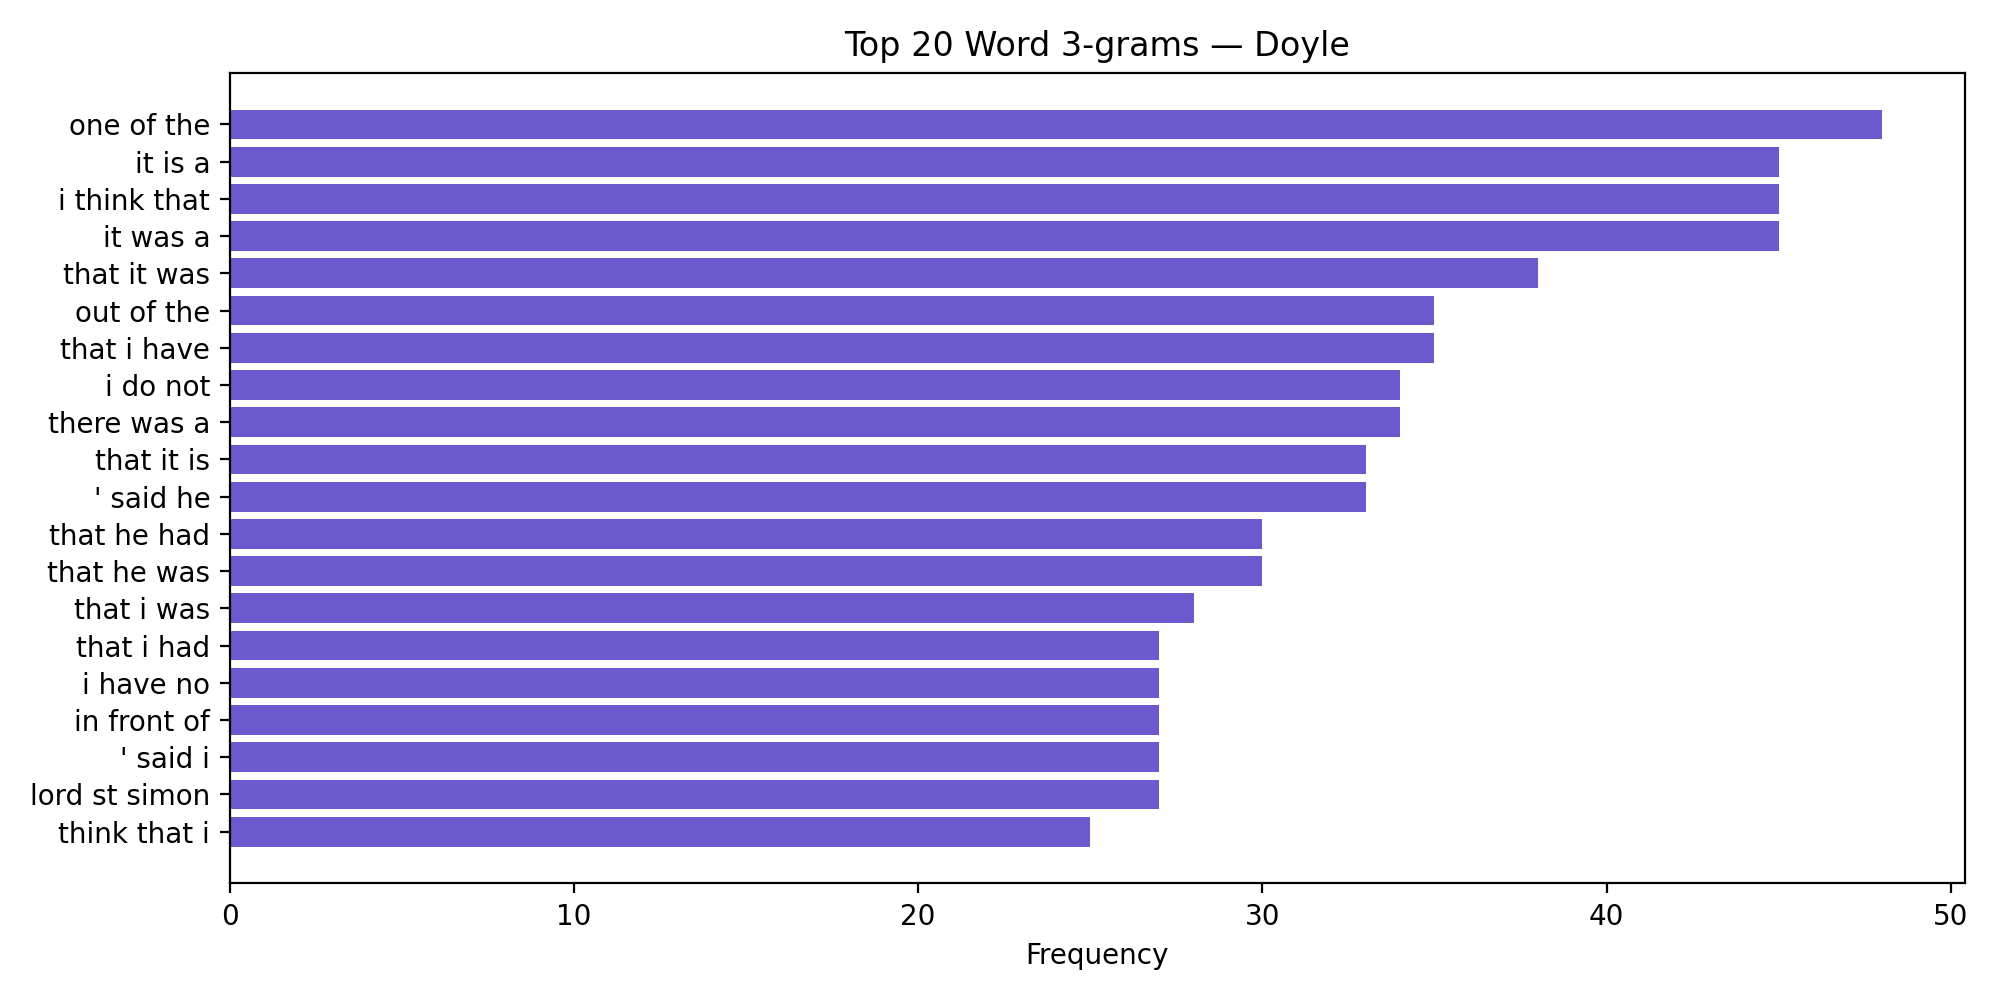 Top 20 Word 3-grams — Doyle
one of the
it is a
i think that
it was a
that it was
out of the
that i have
i do not
there was a
that it is
' said he
that he had
that he was
that i was
that i had
i have no
in front of
' said i
lord st simon
think that i
0 10 20 30 40 50
Frequency